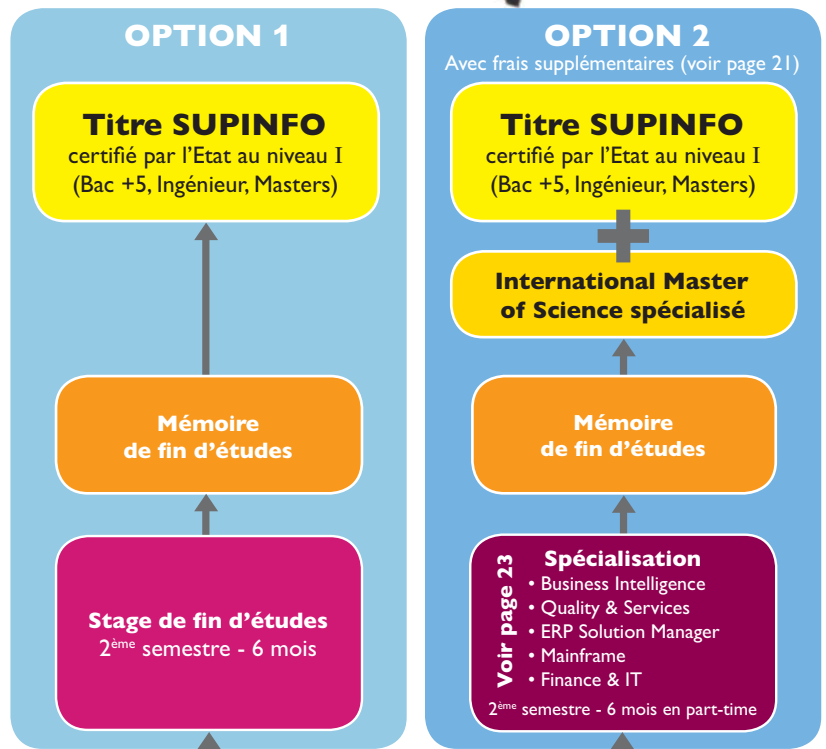 OPTION 1
Titre SUPINFO
certifié par l'Etat au niveau I
(Bac +5, Ingénieur, Masters)
Mémoire
de fin d'études
Stage de fin d'études
2ème semestre - 6 mois
OPTION 2
Avec frais supplémentaires (voir page 21)
Titre SUPINFO
certifié par l'Etat au niveau I
(Bac +5, Ingénieur, Masters)
International Master
of Science spécialisé
Mémoire
de fin d'études
Voir page 23
Spécialisation
• Business Intelligence
• Quality & Services
• ERP Solution Manager
• Mainframe
• Finance & IT
2ème semestre - 6 mois en part-time